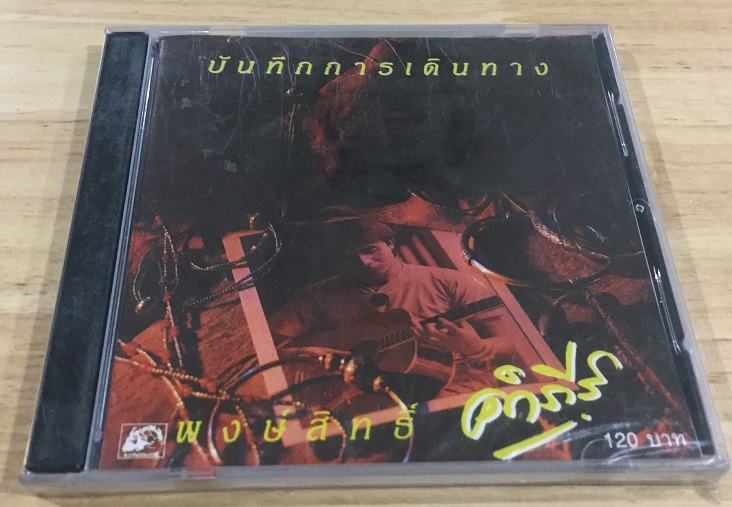 บันทึกการเดินทาง
พงษ์สิทธิ์ คำภีร์
120 บาท